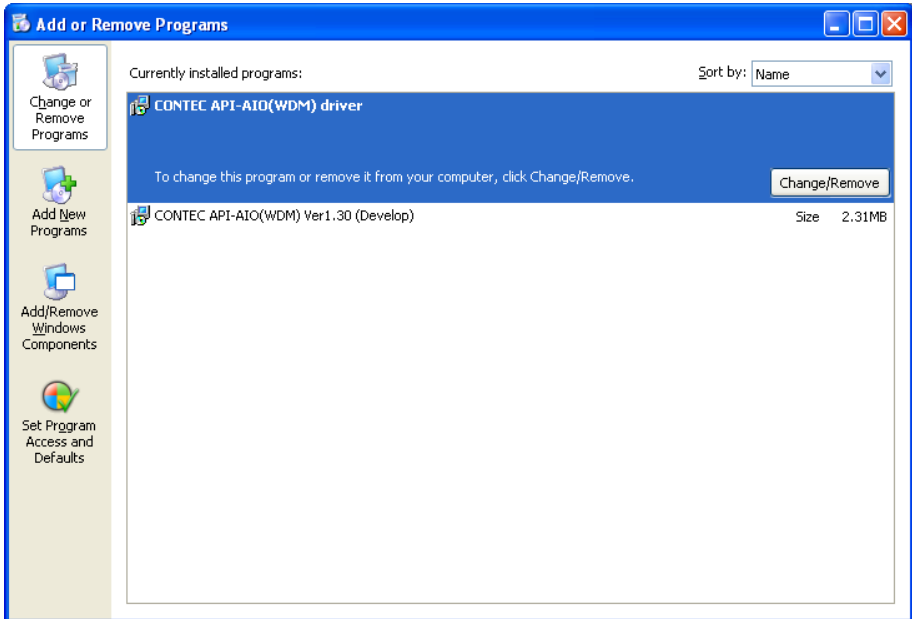 Add or Remove Programs
Change or
Remove
Programs
Add New
Programs
Add/Remove
Windows
Components
Set Program
Access and
Defaults
Currently installed programs:
Sort by: Name
CONTEC API-AIO(WDM) driver
To change this program or remove it from your computer, click Change/Remove.
Change/Remove
CONTEC API-AIO(WDM) Ver1.30 (Develop) Size 2.31MB